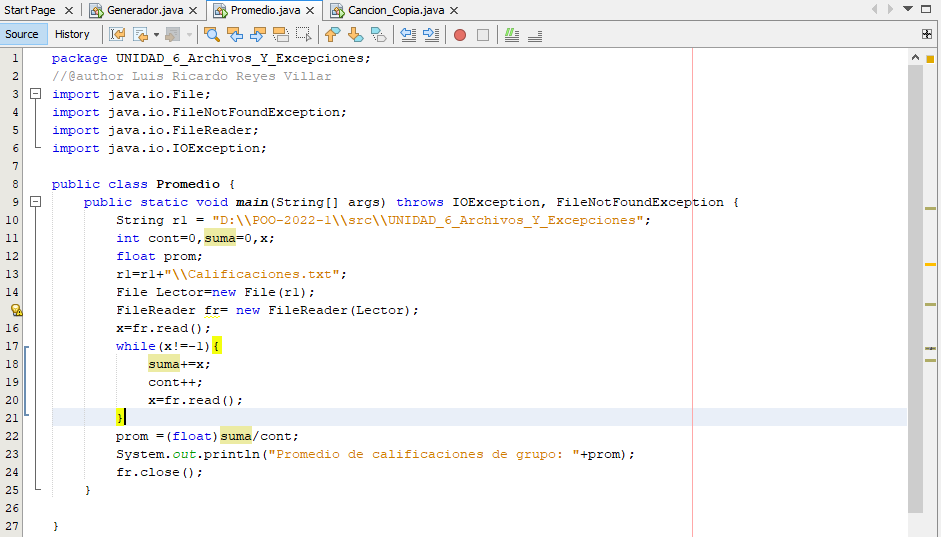 Start Page Generador.java Promedio.java Cancion_Copia.java
Source History
1 package UNIDAD_6_Archivos_Y_Excepciones;
2 //@author Luis Ricardo Reyes Villar
3 import java.io.File;
4 import java.io.FileNotFoundException;
5 import java.io.FileReader;
6 import java.io.IOException;
7
8 public class Promedio {
9 public static void main(String[] args) throws IOException, FileNotFoundException {
10 String r1 = "D:\\POO-2022-1\\src\\UNIDAD_6_Archivos_Y_Excepciones";
11 int cont=0,suma=0,x;
12 float prom;
13 r1=r1+"\\Calificaciones.txt";
14 File Lector=new File(r1);
FileReader fr= new FileReader(Lector);
16 x=fr.read();
17 while(x!=-1){
18 suma+=x;
19 cont++;
20 x=fr.read();
21 }
22 prom =(float)suma/cont;
23 System.out.println("Promedio de calificaciones de grupo: "+prom);
24 fr.close();
25 }
26
27 }